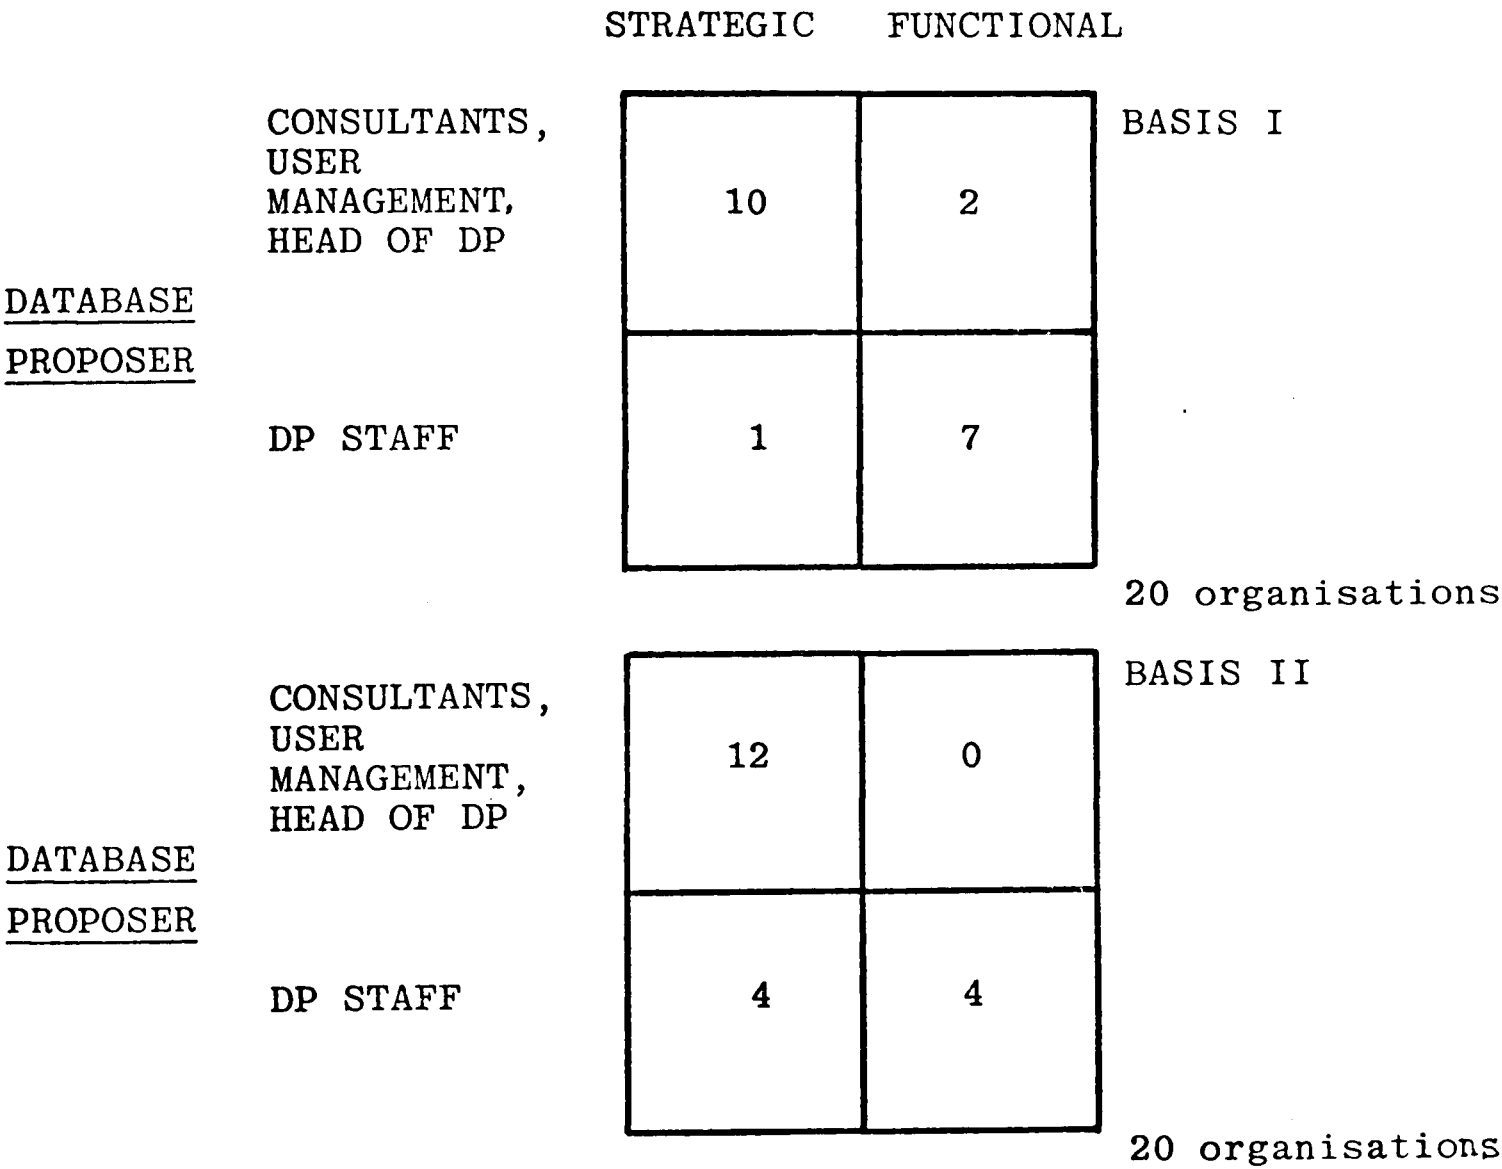 STRATEGIC FUNCTIONAL
CONSULTANTS,
USER
MANAGEMENT,
HEAD OF DP
10 2
BASIS I
DATABASE
PROPOSER
DP STAFF
1 7
20 organisations
CONSULTANTS,
USER
MANAGEMENT,
HEAD OF DP
12 0
BASIS II
DATABASE
PROPOSER
DP STAFF
4 4
20 organisations